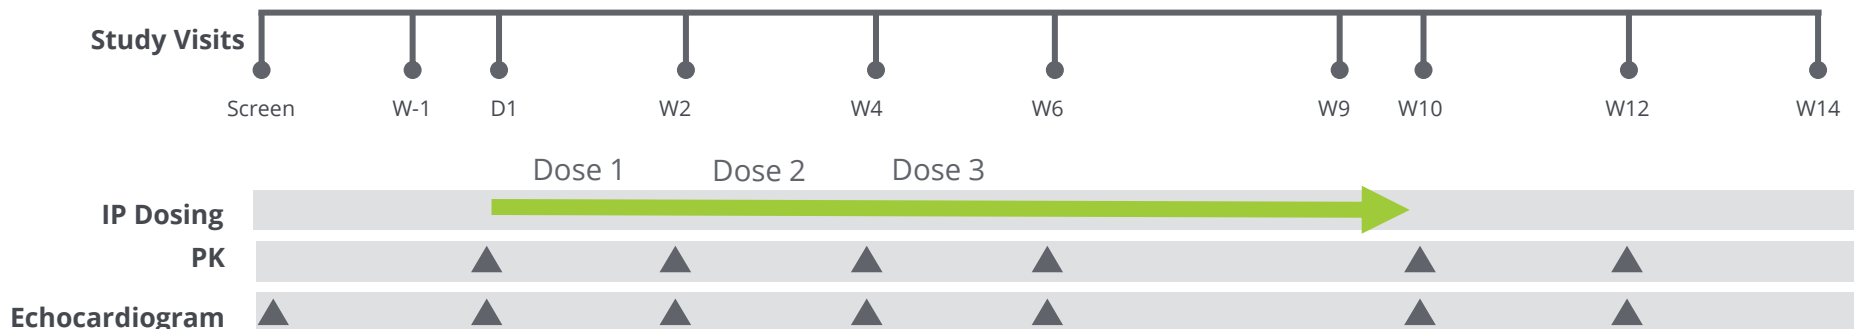 Study Visits
Screen W-1 D1 W2 W4 W6 W9 W10 W12 W14
Dose 1 Dose 2 Dose 3
IP Dosing
PK
Echocardiogram